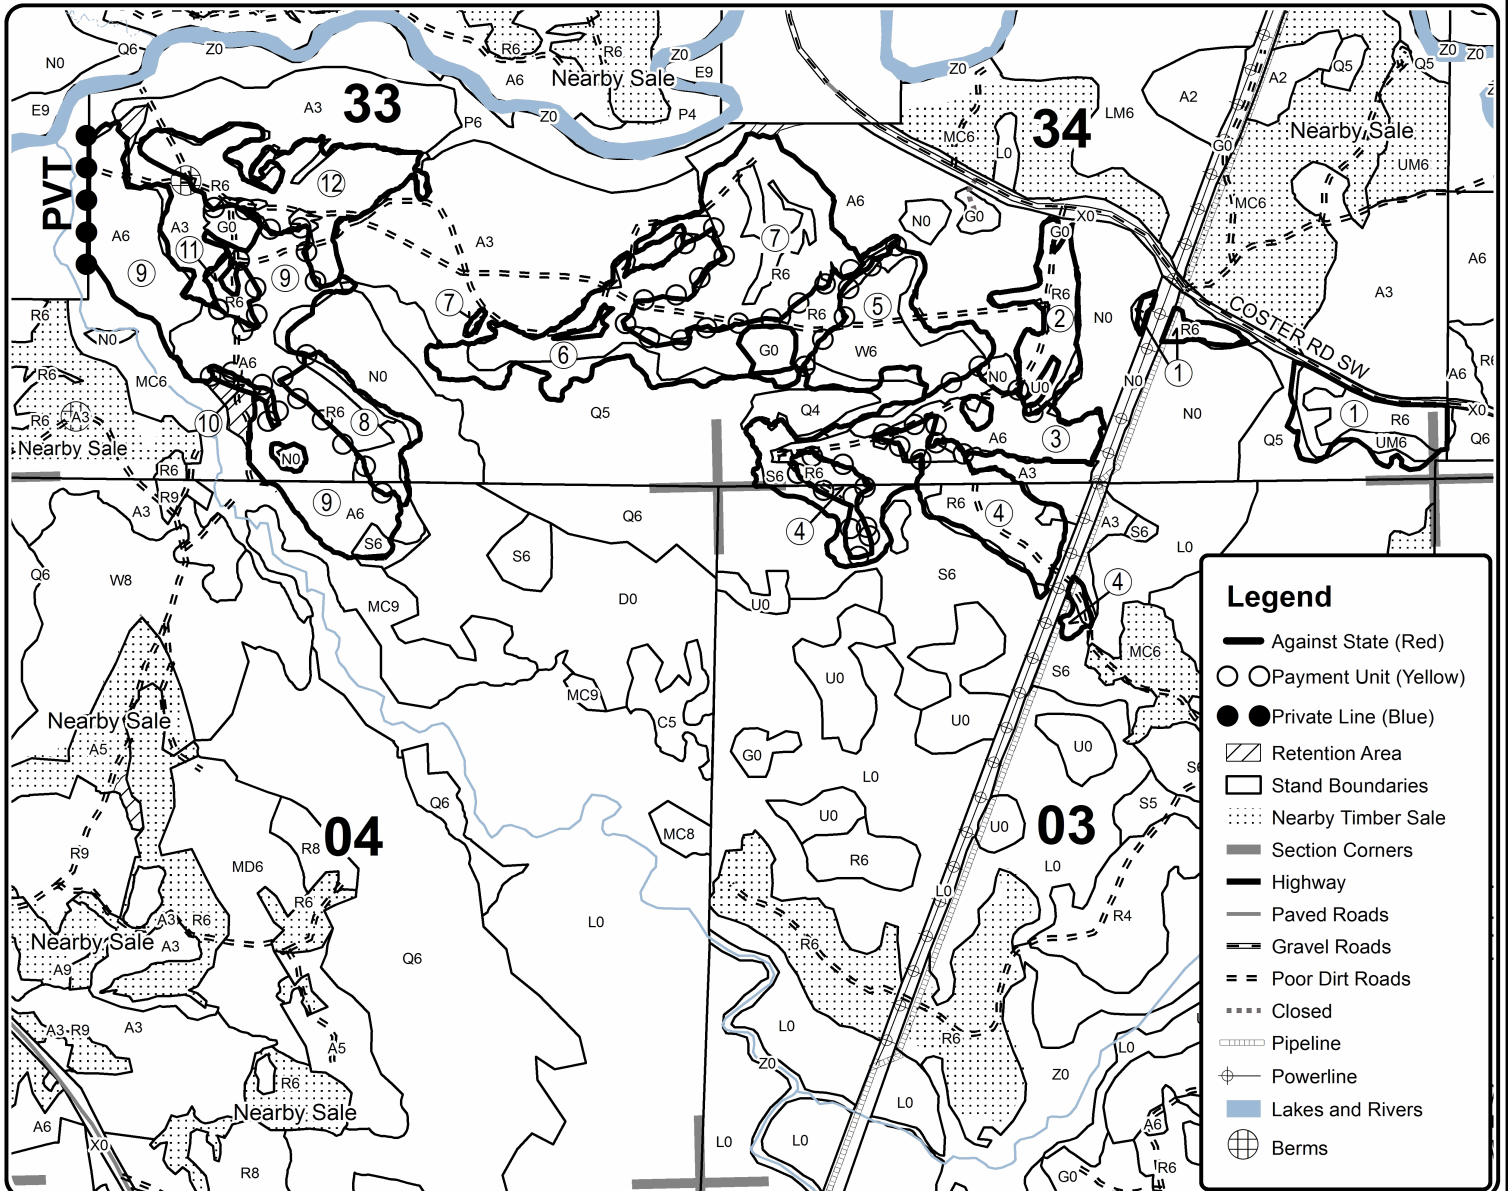 N0
Q6
Z0
R6
R6
A6
Nearby Sale
Z0
E9
P4
Z0
A2
A2
Q5
Q5
Z0
Z0
E9
A3
33
P6
Z0
MC6
L0
34
LM6
G0
Nearby Sale
UM6
PVT
R6
12
A3
11
G0
A6
9
9
R6
A3
A6
N0
G0
X0
MC6
7
R6
G0
A6
A3
7
5
R6
R6
2
N0
COSTER RD SW
R6
1
R6
N0
MC6
A6
R6
A6
6
G0
W6
N0
U0
N0
N0
R6
A3
Nearby Sale
10
R6
8
N0
Q5
Q4
A6
3
Q5
1
R6
UM6
X0
Q6
N0
9
A6
S6
R6
R9
A3
S6
R6
4
A3
R6
4
A3
S6
L0
Q6
Q6
W8
S6
MC9
D0
U0
S6
4
MC6
S6
MC9
C5
U0
U0
U0
Nearby Sale
A5
G0
L0
S6
S5
Q6
MC8
U0
R6
U0
03
L0
04
R8
MD6
R9
R6
A3
R6
A3
Nearby Sale
A9
Q6
L0
L0
R4
R6
A3
R9
A3
A5
R6
L0
Z0
R6
L0
Z0
R6
Nearby Sale
A6
X0
R8
L0
L0
L0
A6
R6
G0
Legend
Against State (Red)
Payment Unit (Yellow)
Private Line (Blue)
Retention Area
Stand Boundaries
Nearby Timber Sale
Section Corners
Highway
Paved Roads
Gravel Roads
Poor Dirt Roads
Closed
Pipeline
Powerline
Lakes and Rivers
Berms